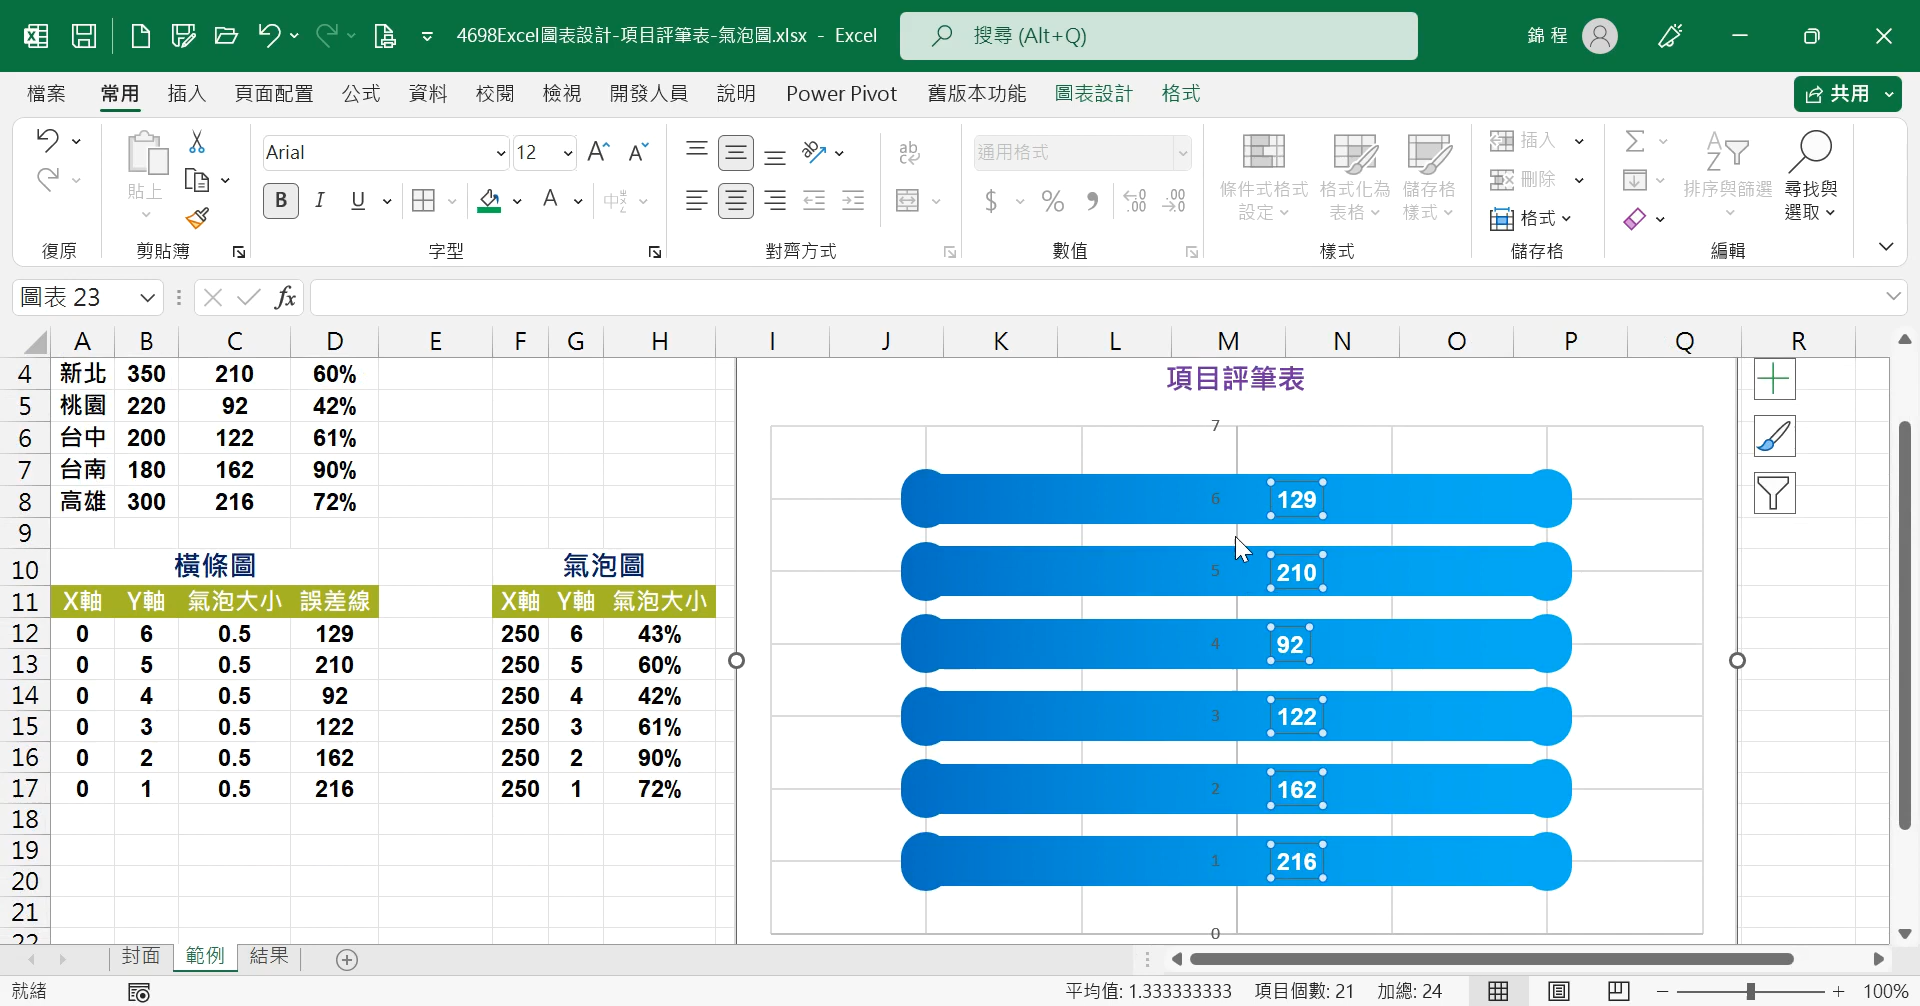 4698Excel圖表設計-項目評筆表-氣泡圖.xlsx - Excel
搜尋 (Alt+Q)
錦 程
檔案 常用 插入 頁面配置 公式 資料 校閱 檢視 開發人員 說明 Power Pivot 舊版本功能 圖表設計 格式
共用
貼上
Arial 12
B I U
通用格式
$ % 9
條件式格式
設定
格式化為
表格
儲存格
樣式
插入
刪除
格式
排序與篩選
尋找與
選取
復原 剪貼簿 字型 對齊方式 數值 樣式 儲存格 編輯
圖表 23
fx
A B C D E F G H I J K L M N O P Q R
4 新北 350 210 60%
5 桃園 220 92 42%
6 台中 200 122 61%
7 台南 180 162 90%
8 高雄 300 216 72%
9
10 橫條圖 氣泡圖
11 X軸 Y軸 氣泡大小 誤差線 X軸 Y軸 氣泡大小
12 0 6 0.5 129 250 6 43%
13 0 5 0.5 210 250 5 60%
14 0 4 0.5 92 250 4 42%
15 0 3 0.5 122 250 3 61%
16 0 2 0.5 162 250 2 90%
17 0 1 0.5 216 250 1 72%
18
19
20
21
22
項目評筆表
7
6 129
5 210
4 92
3 122
2 162
1 216
0
封面 範例 結果
就緒
平均值: 1.333333333 項目個數: 21 加總: 24
100%